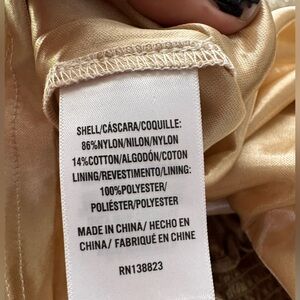 SHELL/CÁSCARA/COQUILLE:
86%NYLON/NILON/NYLON
14%COTTON/ALGODÓN/COTON
LINING/REVESTIMENTO/LINING:
100%POLYESTER/
POLIÉSTER/POLYESTER
MADE IN CHINA/ HECHO EN
CHINA/ FABRIQUÉ EN CHINE
RN138823